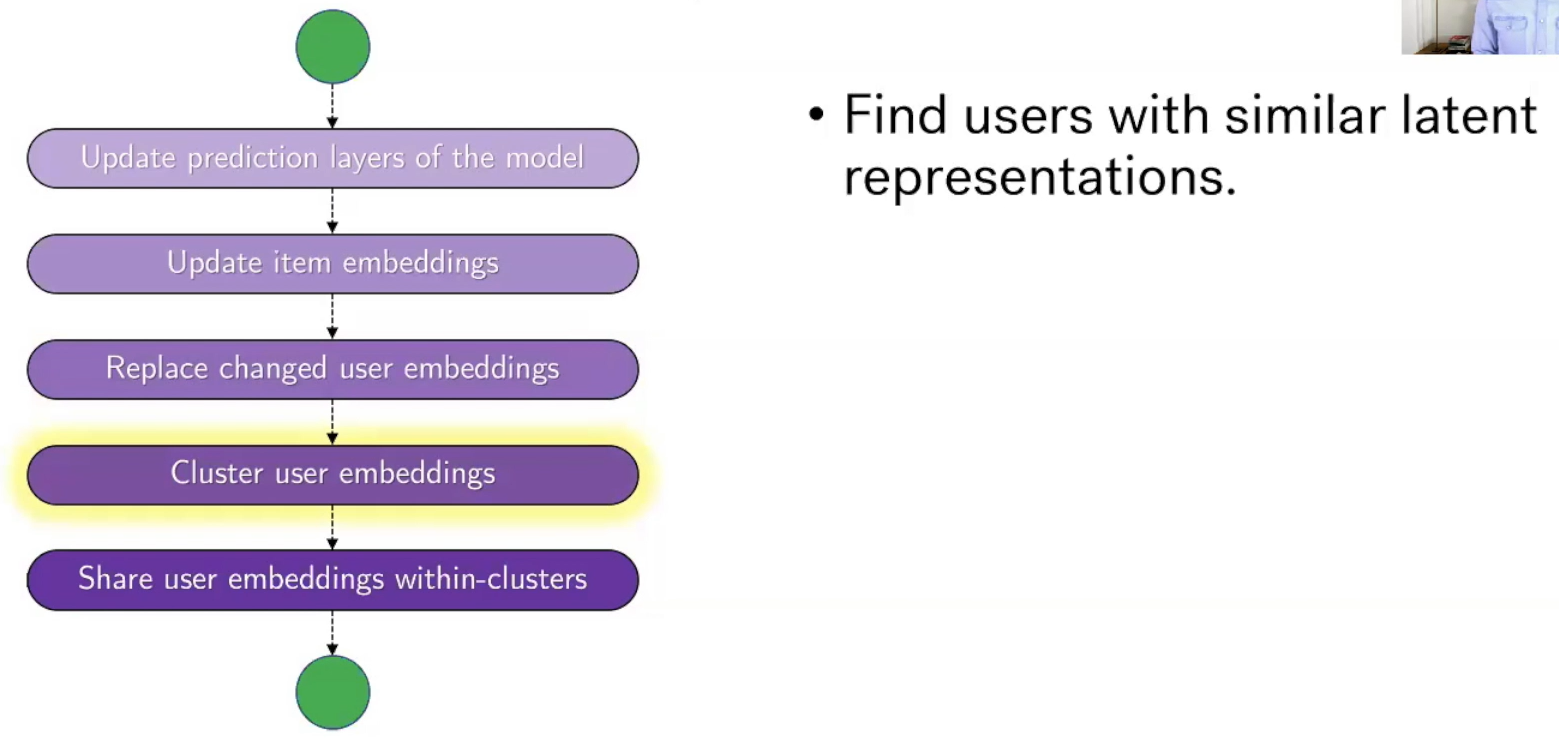 Update prediction layers of the model
Update item embeddings
Replace changed user embeddings
Cluster user embeddings
Share user embeddings within-clusters
• Find users with similar latent
representations.